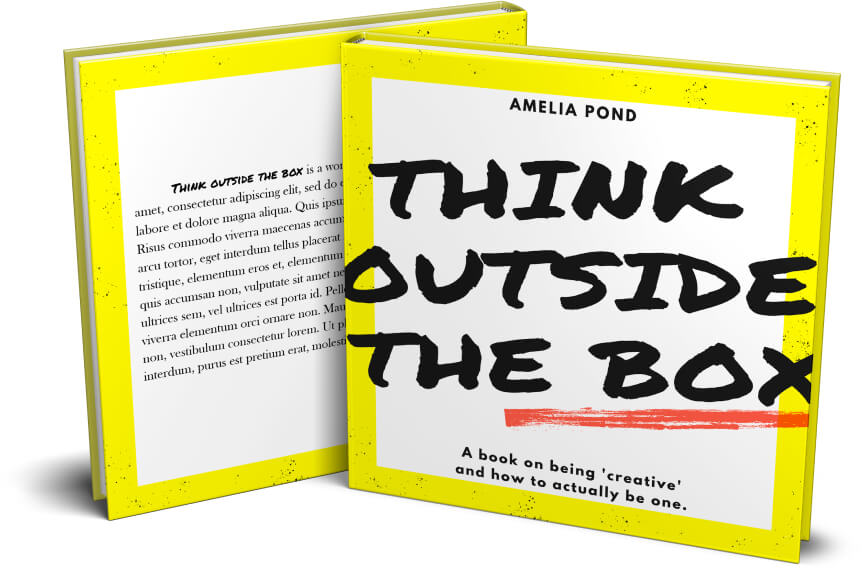 AMELIA POND
THINK
OUTSIDE
THE BOX
A book on being 'creative'
and how to actually be one.
THINK OUTSIDE THE BOX is a
amet, consectetur adipiscing elit, sed do
labore et dolore magna aliqua. Quis ipsu
Risus commodo viverra maecenas accum
arcu tortor, eget interdum tellus placerat
tristique, elementum eros et, elementum
quis accumsan non, vulputate sit amet ne
ultrices sem, vel ultrices est porta id. Pell
viverra elementum orci ornare non. Mau
non, vestibulum consectetur lorem. Ut
interdum, purus est pretium erat, molest